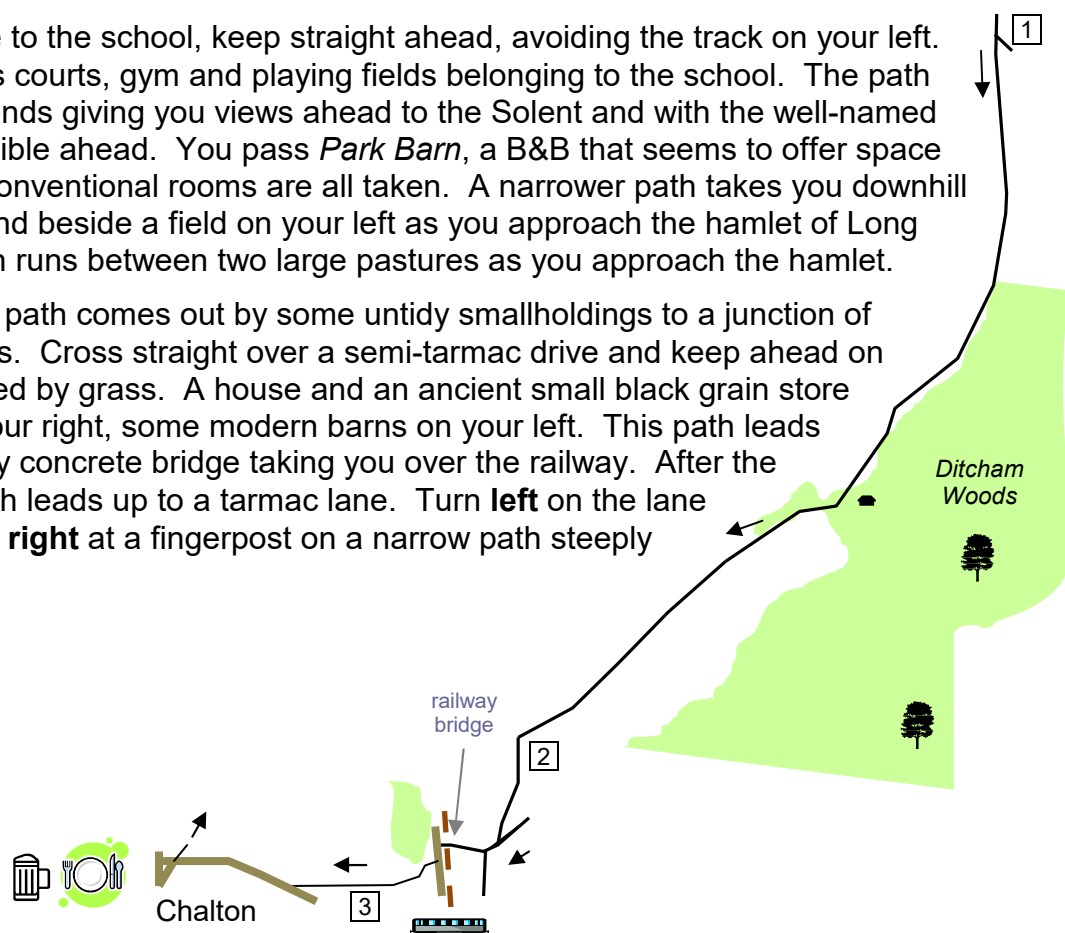 to the school, keep straight ahead, avoiding the track on your left.
courts, gym and playing fields belonging to the school. The path
giving you views ahead to the Solent and with the well-named
ahead. You pass Park Barn, a B&B that seems to offer space
conventional rooms are all taken. A narrower path takes you downhill
beside a field on your left as you approach the hamlet of Long
runs between two large pastures as you approach the hamlet.
path comes out by some untidy smallholdings to a junction of
Cross straight over a semi-tarmac drive and keep ahead on
by grass. A house and an ancient small black grain store
right, some modern barns on your left. This path leads
concrete bridge taking you over the railway. After the
leads up to a tarmac lane. Turn left on the lane
right at a fingerpost on a narrow path steeply
1
Ditcham
Woods
railway
bridge
2
3
Chalton